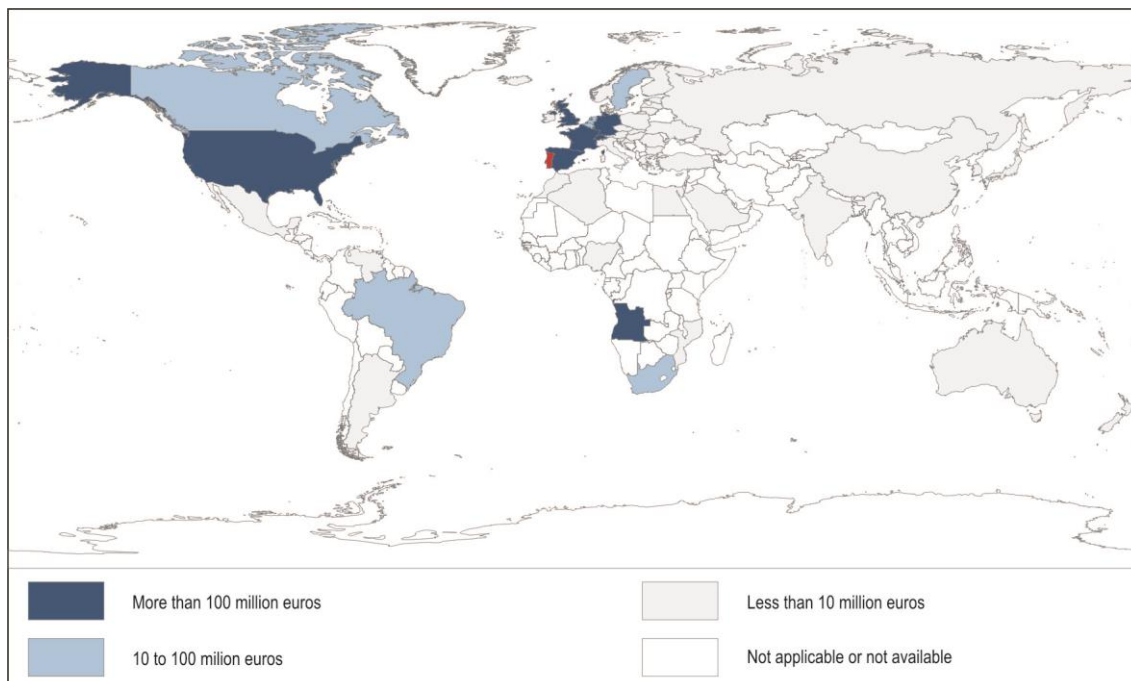 More than 100 million euros
10 to 100 milion euros
Less than 10 million euros
Not applicable or not available